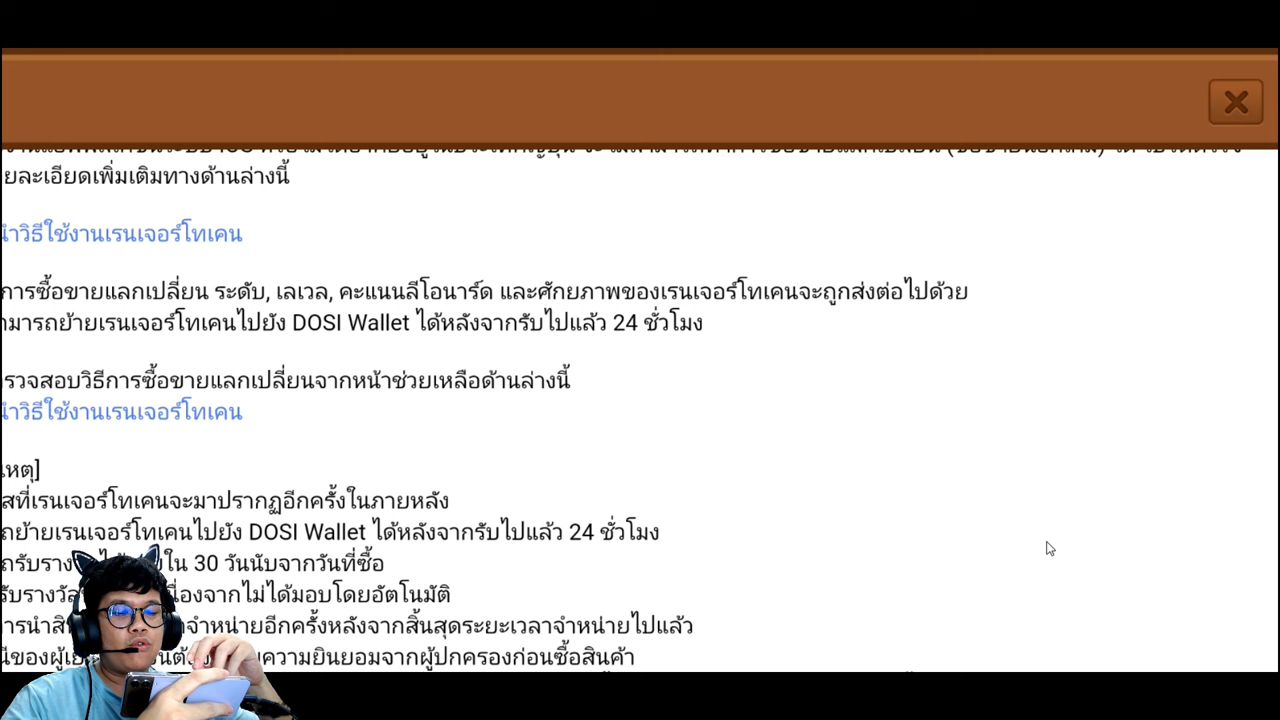 ยละเอียดเพิ่มเติมทางด้านล่างนี้
นำวิธีใช้งานเรนเจอร์โทเคน
การซื้อขายแลกเปลี่ยน ระดับ, เลเวล, คะแนนลีโอนาร์ด และศักยภาพของเรนเจอร์โทเคนจะถูกส่งต่อไปด้วย
ามารถย้ายเรนเจอร์โทเคนไปยัง DOSI Wallet ได้หลังจากรับไปแล้ว 24 ชั่วโมง
รวจสอบวิธีการซื้อขายแลกเปลี่ยนจากหน้าช่วยเหลือด้านล่างนี้
นำวิธีใช้งานเรนเจอร์โทเคน
เหตุ]
สที่เรนเจอร์โทเคนจะมาปรากฏอีกครั้งในภายหลัง
ถย้ายเรนเจอร์โทเคนไปยัง DOSI Wallet ได้หลังจากรับไปแล้ว 24 ชั่วโมง
ถรับราง ใน 30 วันนับจากวันที่ซื้อ
รับรางวัล นื่องจากไม่ได้มอบโดยอัตโนมัติ
ารนำสิน จำหน่ายอีกครั้งหลังจากสิ้นสุดระยะเวลาจำหน่ายไปแล้ว
ณีของผู้เ ความยินยอมจากผู้ปกครองก่อนซื้อสินค้า